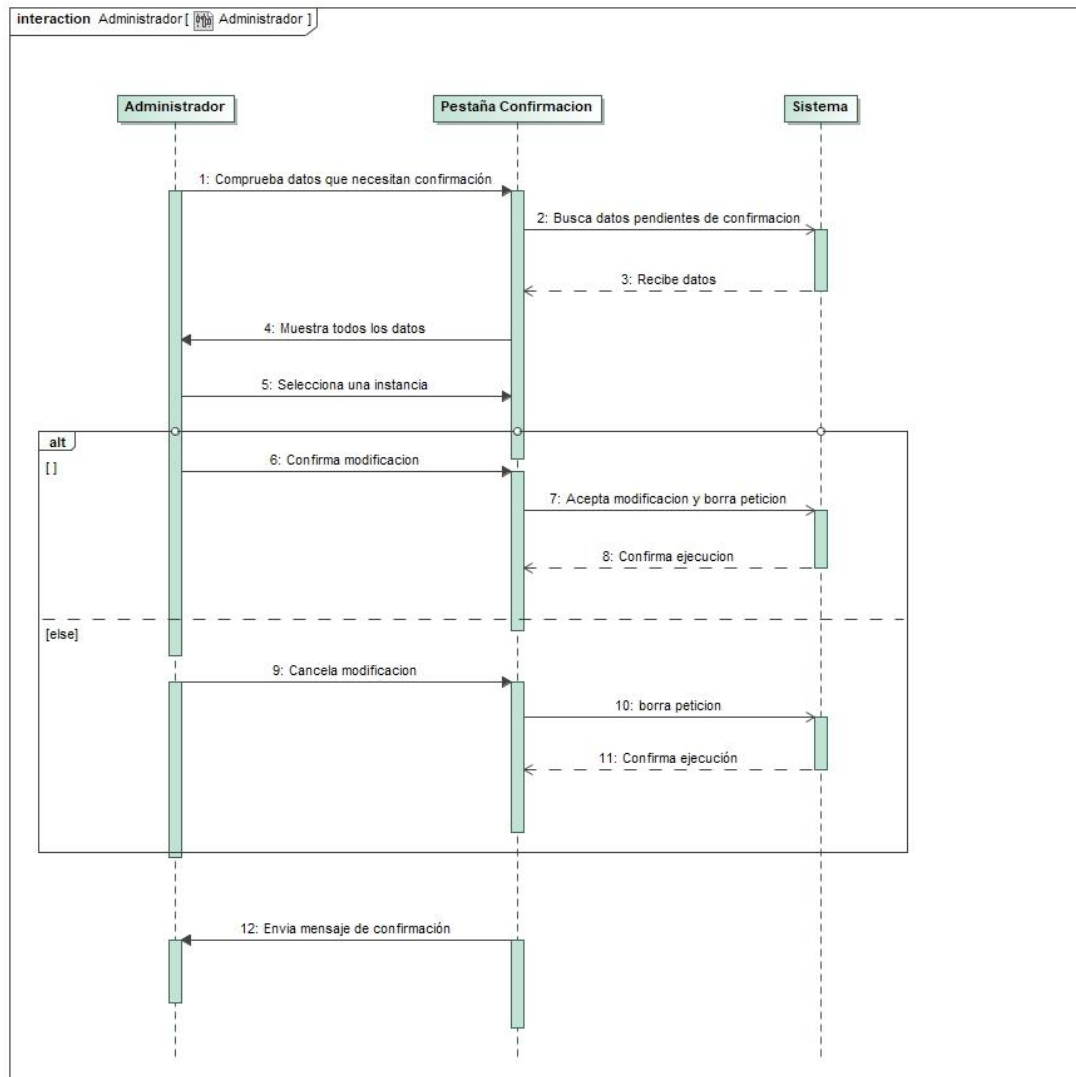 interaction Administrador [ Administrador ]
Administrador
Pestaña Confirmacion
Sistema
1: Comprueba datos que necesitan confirmación
2: Busca datos pendientes de confirmacion
3: Recibe datos
4: Muestra todos los datos
5: Selecciona una instancia
alt
[ ]
6: Confirma modificacion
7: Acepta modificacion y borra peticion
8: Confirma ejecucion
[else]
9: Cancela modificacion
10: borra peticion
11: Confirma ejecución
12: Envia mensaje de confirmación